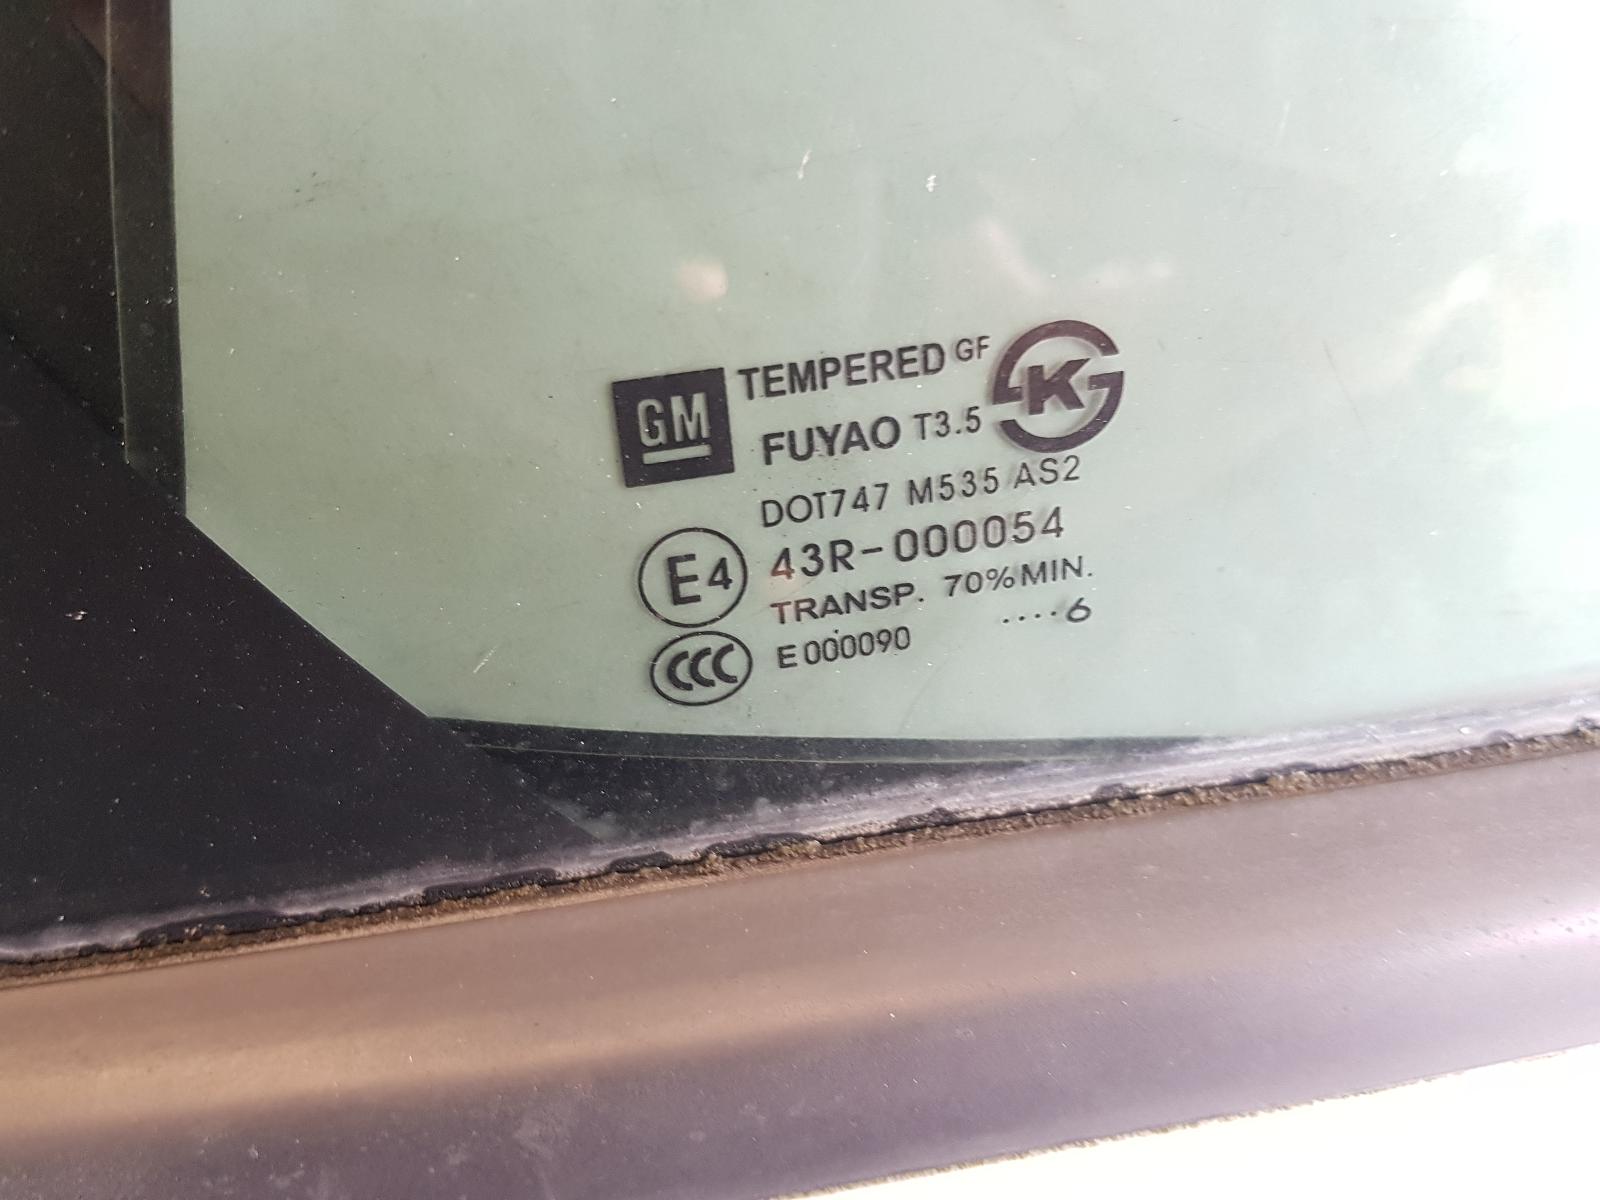 GM TEMPERED GF
FUYAO T3.5 K
DOT747 M535 AS2
E4 43R-000054
TRANSP. 70% MIN.
CCC E000090 ....6